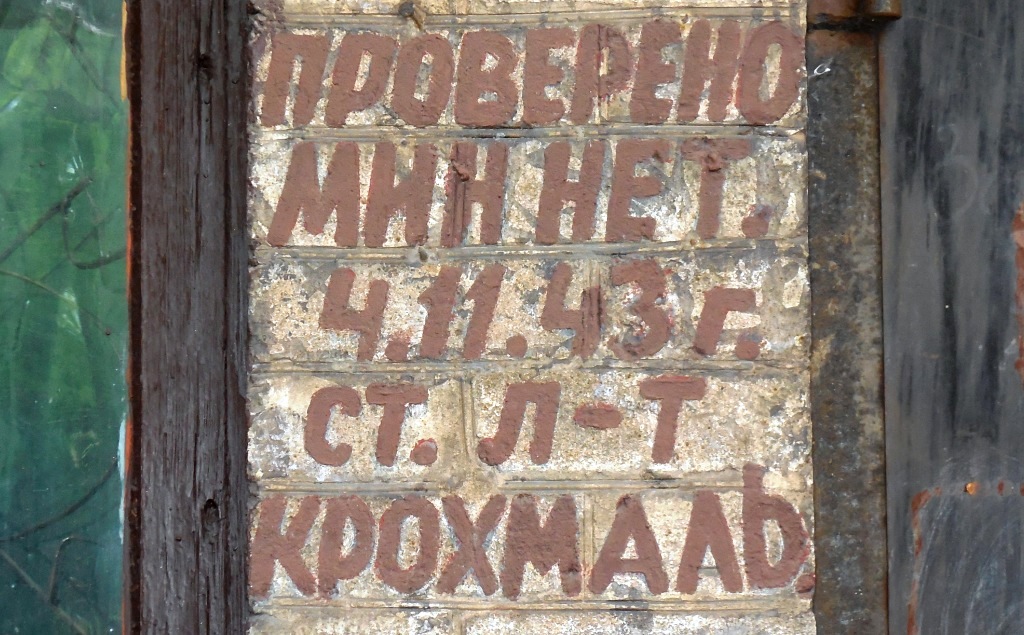 ПРОВЕРЕНО
МИН НЕТ.
4.11.43 г.
СТ. Л-Т
КРОХМАЛЬ.